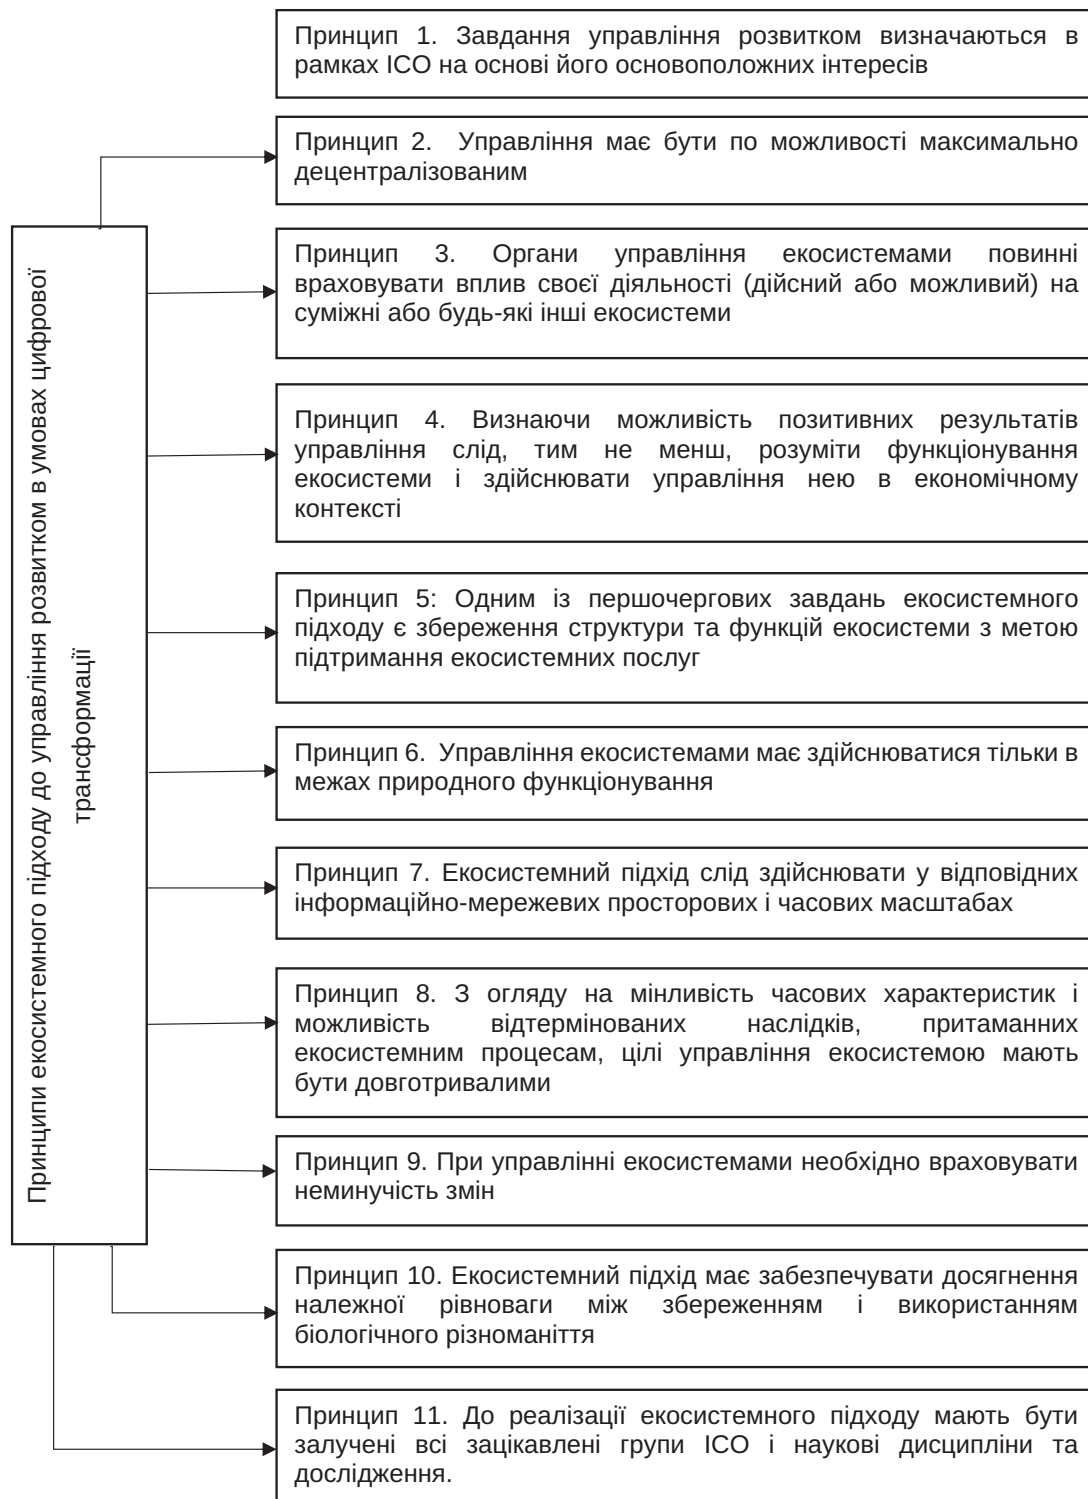 Принцип 1. Завдання управління розвитком визначаються в
рамках ІСО на основі його основоположних інтересів
Принцип 2. Управління має бути по можливості максимально
децентралізованим
Принцип 3. Органи управління екосистемами повинні
враховувати вплив своєї діяльності (дійсний або можливий) на
суміжні або будь-які інші екосистеми
Принцип 4. Визнаючи можливість позитивних результатів
управління слід, тим не менш, розуміти функціонування
екосистеми і здійснювати управління нею в економічному
контексті
Принцип 5: Одним із першочергових завдань екосистемного
підходу є збереження структури та функцій екосистеми з метою
підтримання екосистемних послуг
Принцип 6. Управління екосистемами має здійснюватися тільки в
межах природного функціонування
Принцип 7. Екосистемний підхід слід здійснювати у відповідних
інформаційно-мережевих просторових і часових масштабах
Принцип 8. З огляду на мінливість часових характеристик і
можливість відтермінованих наслідків, притаманних
екосистемним процесам, цілі управління екосистемою мають
бути довготривалими
Принцип 9. При управлінні екосистемами необхідно враховувати
неминучість змін
Принцип 10. Екосистемний підхід має забезпечувати досягнення
належної рівноваги між збереженням і використанням
біологічного різноманіття
Принцип 11. До реалізації екосистемного підходу мають бути
залучені всі зацікавлені групи ІСО і наукові дисципліни та
дослідження.
Принципи екосистемного підходу до управління розвитком в умовах цифрової
трансформації